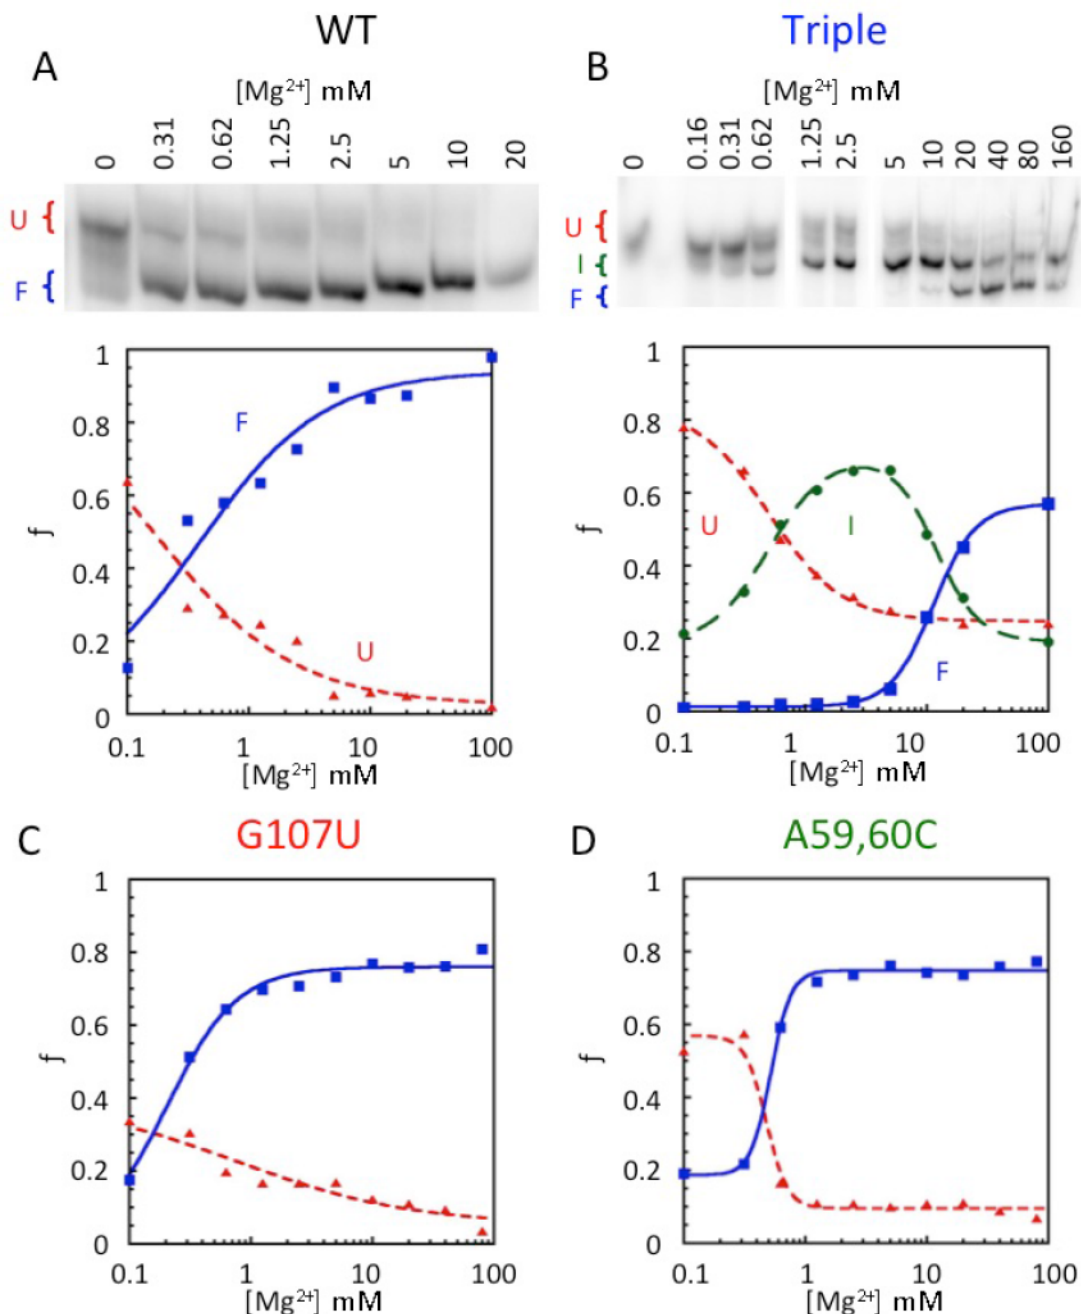 WT
Triple
A
B
[Mg²⁺] mM
[Mg²⁺] mM
0 0.31 0.62 1.25 2.5 5 10 20
0 0.16 0.31 0.62 1.25 2.5 5 10 20 40 80 160
U {
F {
U {
I {
F {
1
0.8
0.6
0.4
0.2
0
f
F
U
0.1 1 10 100
[Mg²⁺] mM
1
0.8
0.6
0.4
0.2
0
f
U
I
F
0.1 1 10 100
[Mg²⁺] mM
C
G107U
D
A59,60C
1
0.8
0.6
0.4
0.2
0
f
0.1 1 10 100
[Mg²⁺] mM
1
0.8
0.6
0.4
0.2
0
f
0.1 1 10 100
[Mg²⁺] mM